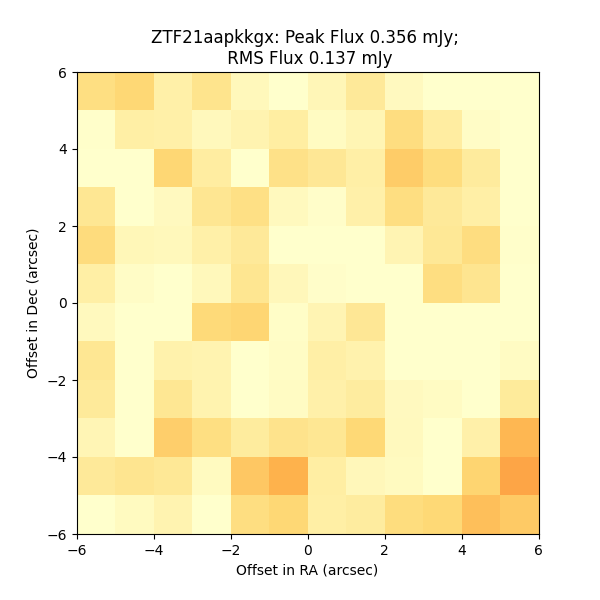 ZTF21aapkkgx: Peak Flux 0.356 mJy;
RMS Flux 0.137 mJy
6
4
2
0
−2
−4
−6
Offset in Dec (arcsec)
−6 −4 −2 0 2 4 6
Offset in RA (arcsec)